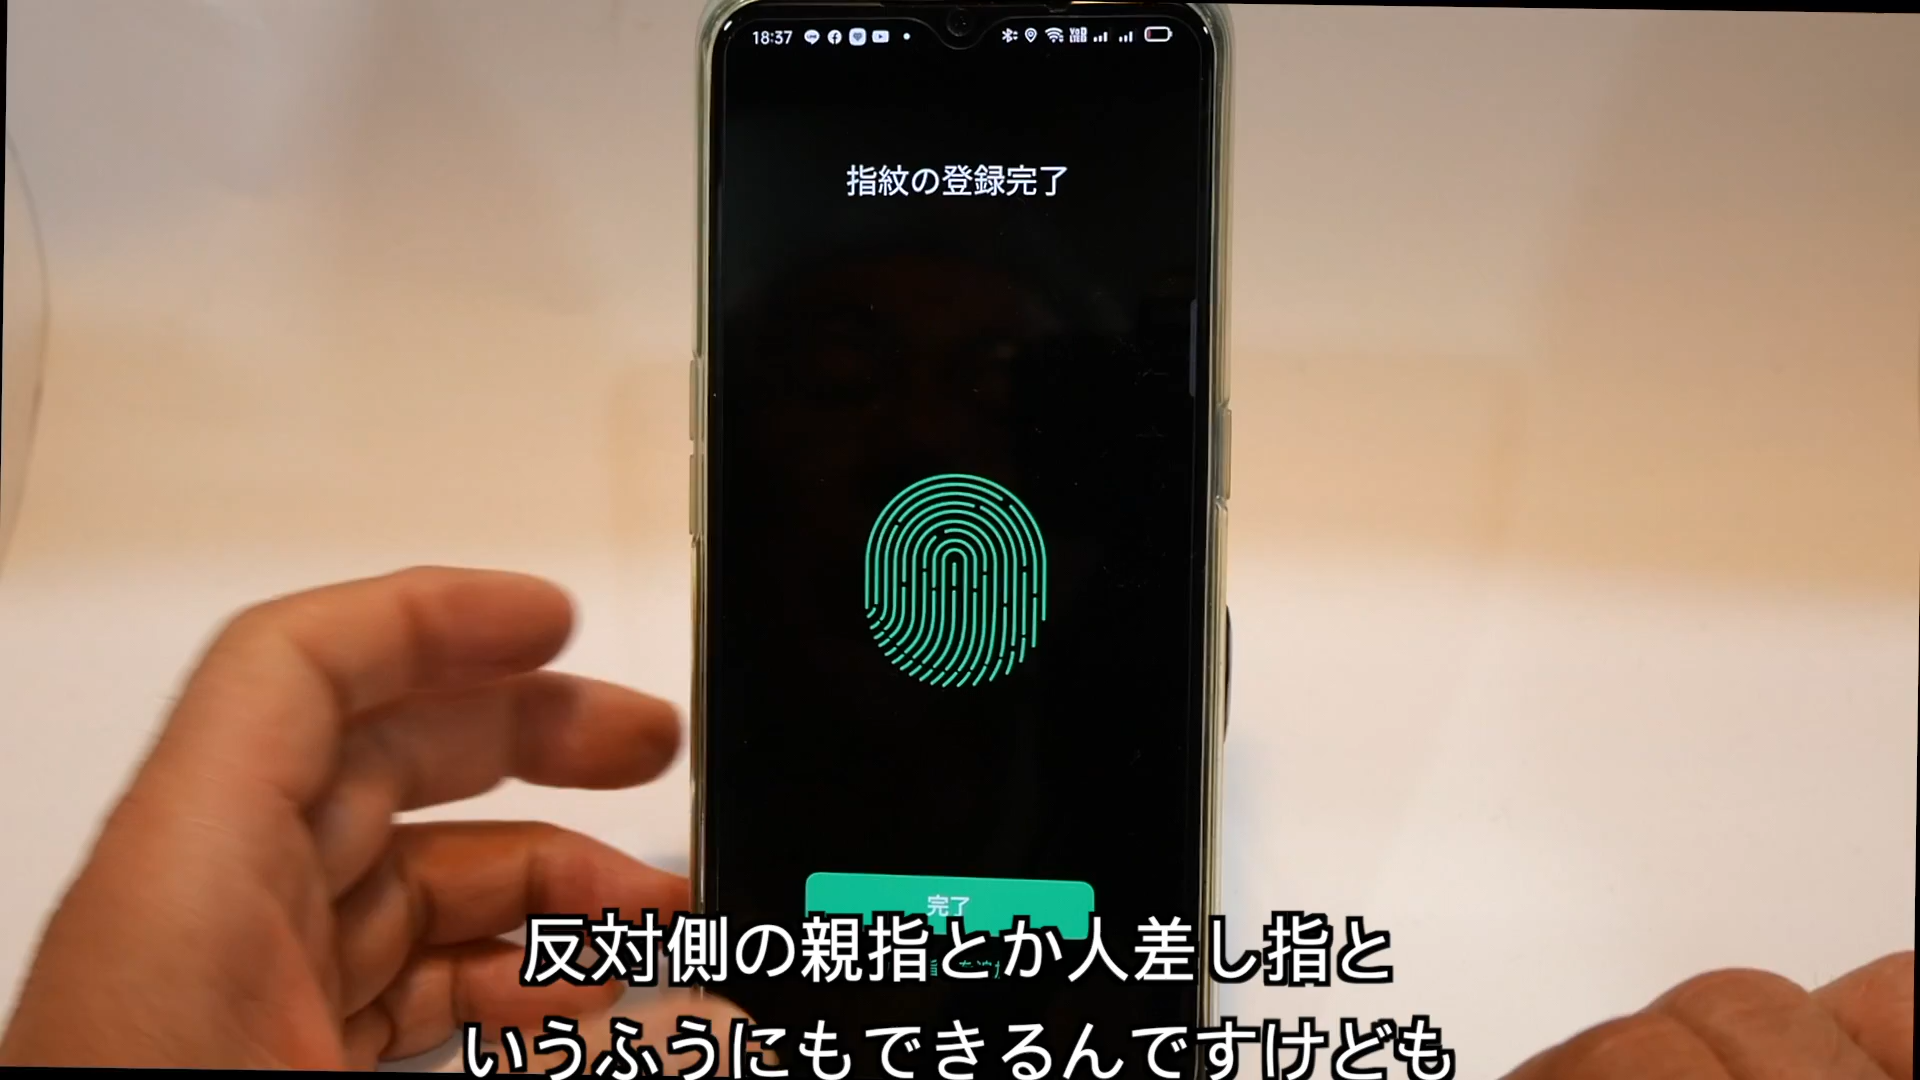 18:37
指紋の登録完了
完了
反対側の親指とか人差し指と
いうふうにもできるんですけども